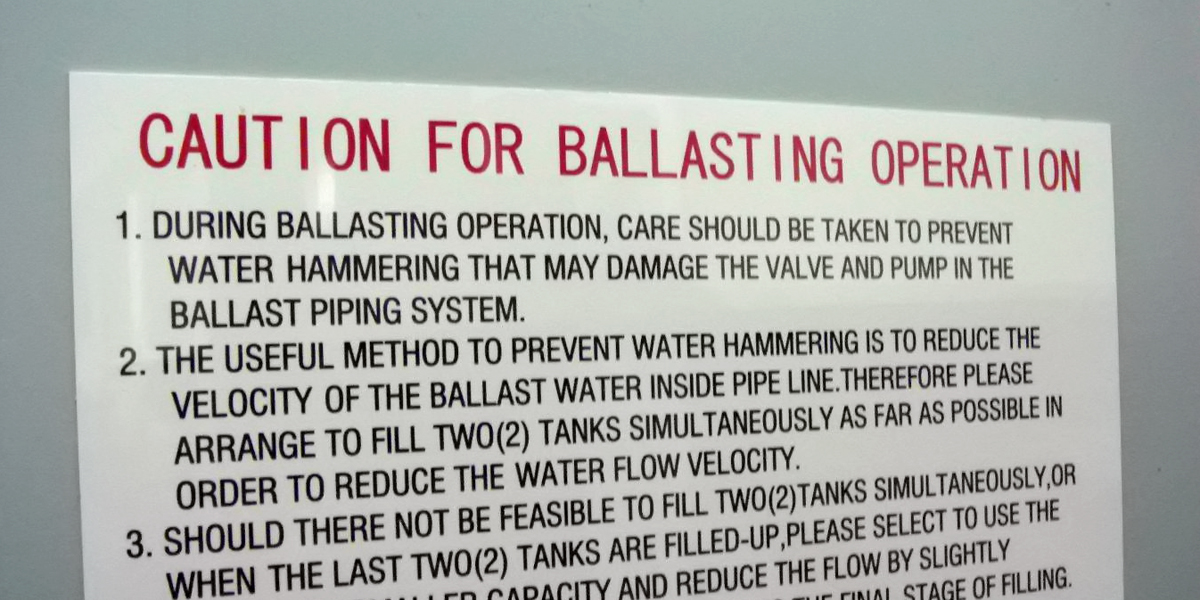 CAUTION FOR BALLASTING OPERATION
1. DURING BALLASTING OPERATION, CARE SHOULD BE TAKEN TO PREVENT
WATER HAMMERING THAT MAY DAMAGE THE VALVE AND PUMP IN THE
BALLAST PIPING SYSTEM.
2. THE USEFUL METHOD TO PREVENT WATER HAMMERING IS TO REDUCE THE
VELOCITY OF THE BALLAST WATER INSIDE PIPE LINE.THEREFORE PLEASE
ARRANGE TO FILL TWO(2) TANKS SIMULTANEOUSLY AS FAR AS POSSIBLE IN
ORDER TO REDUCE THE WATER FLOW VELOCITY.
3. SHOULD THERE NOT BE FEASIBLE TO FILL TWO(2)TANKS SIMULTANEOUSLY,OR
WHEN THE LAST TWO(2) TANKS ARE FILLED-UP,PLEASE SELECT TO USE THE
CAPACITY AND REDUCE THE FLOW BY SLIGHTLY
THE FINAL STAGE OF FILLING.